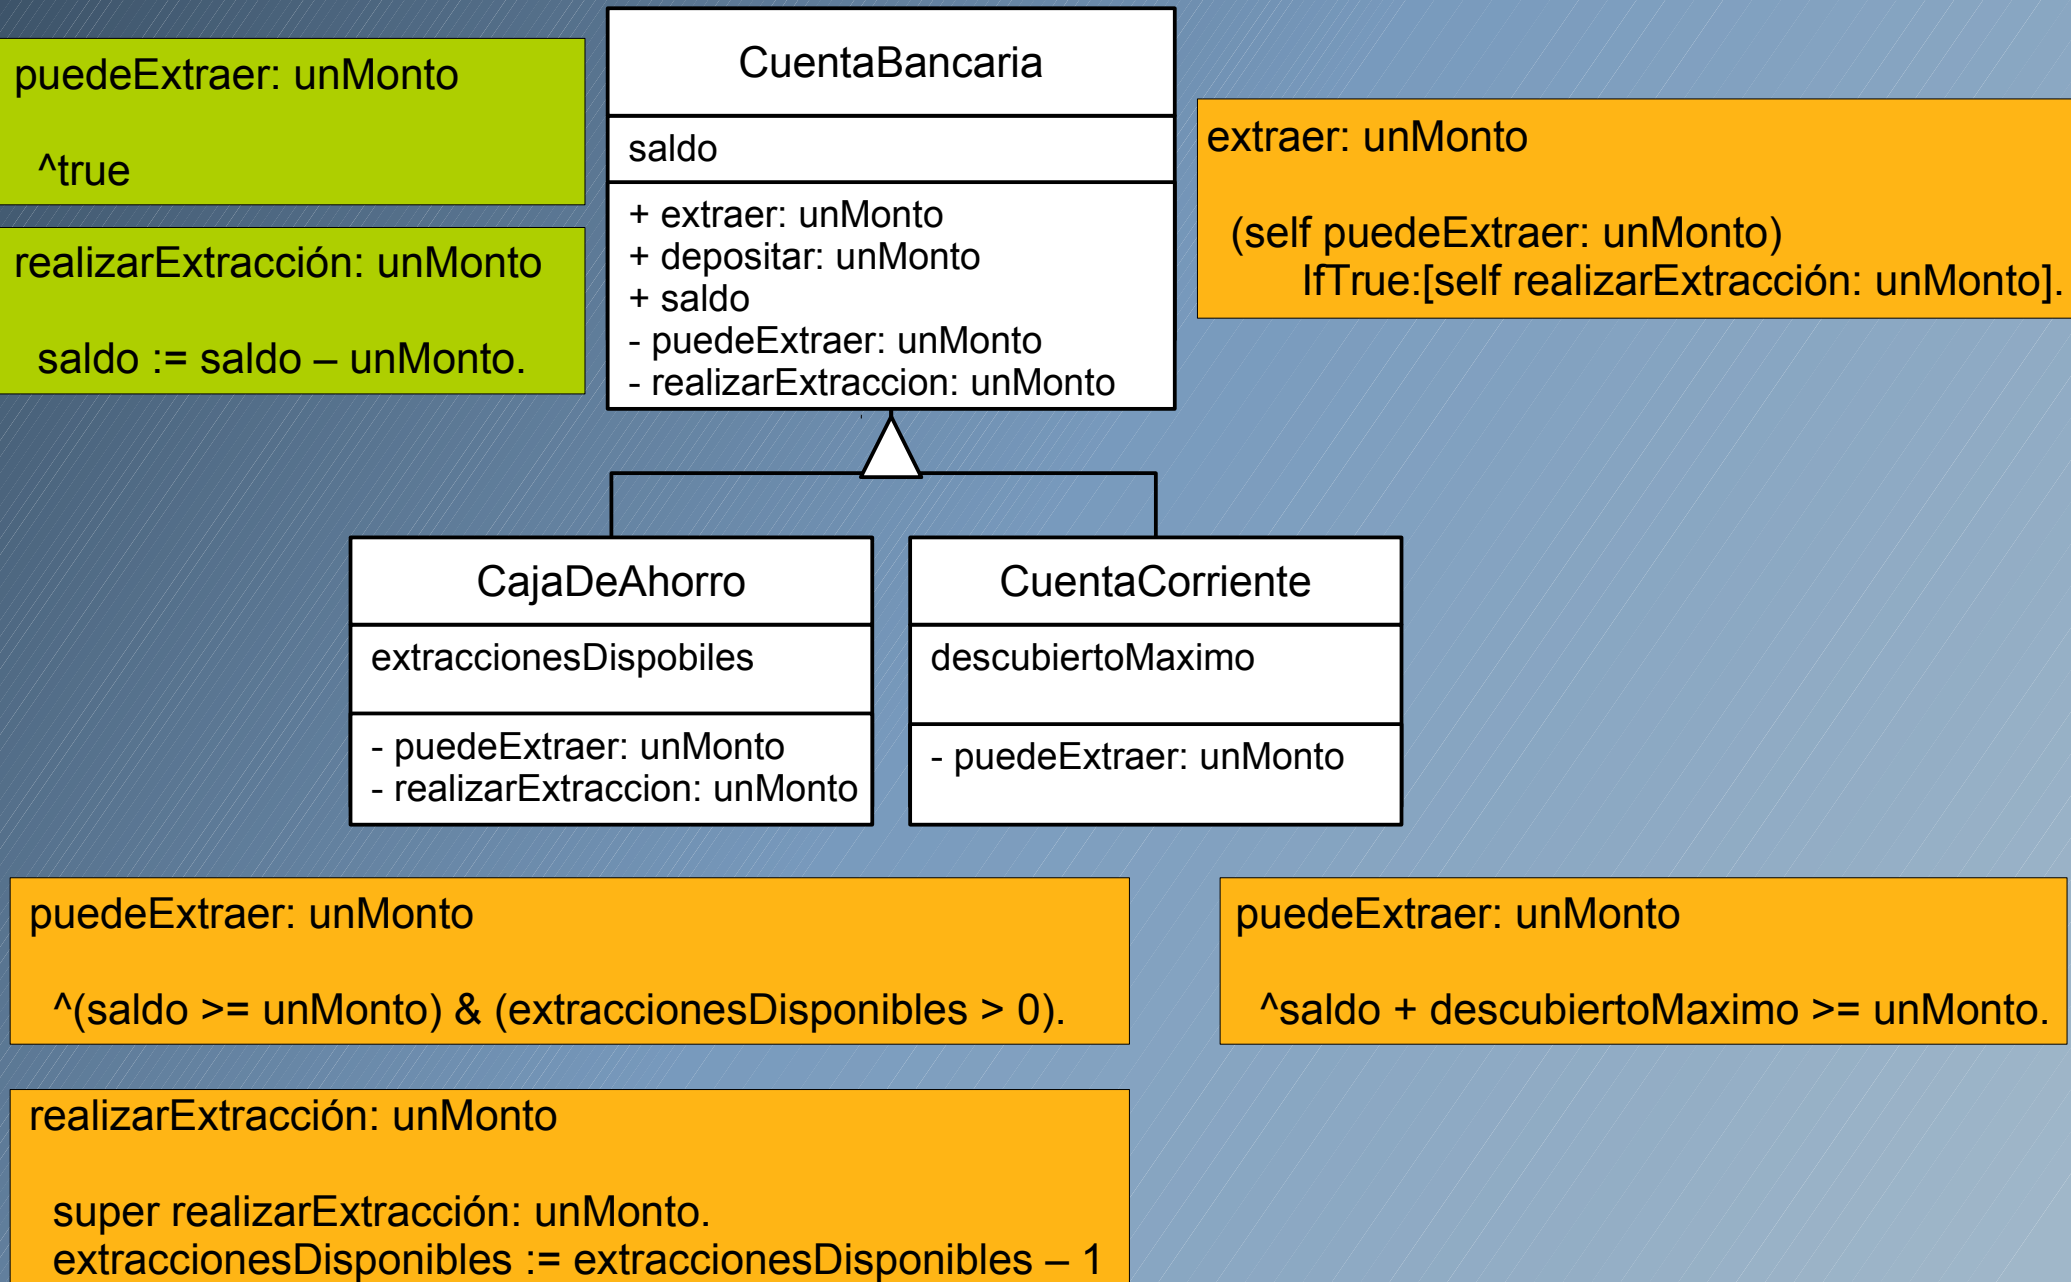 puedeExtraer: unMonto
^true
realizarExtracción: unMonto
saldo := saldo – unMonto.
CuentaBancaria
saldo
+ extraer: unMonto
+ depositar: unMonto
+ saldo
- puedeExtraer: unMonto
- realizarExtraccion: unMonto
extraer: unMonto
(self puedeExtraer: unMonto)
IfTrue:[self realizarExtracción: unMonto].
CajaDeAhorro
extraccionesDispobiles
- puedeExtraer: unMonto
- realizarExtraccion: unMonto
CuentaCorriente
descubiertoMaximo
- puedeExtraer: unMonto
puedeExtraer: unMonto
^(saldo >= unMonto) & (extraccionesDisponibles > 0).
puedeExtraer: unMonto
^saldo + descubiertoMaximo >= unMonto.
realizarExtracción: unMonto
super realizarExtracción: unMonto.
extraccionesDisponibles := extraccionesDisponibles – 1